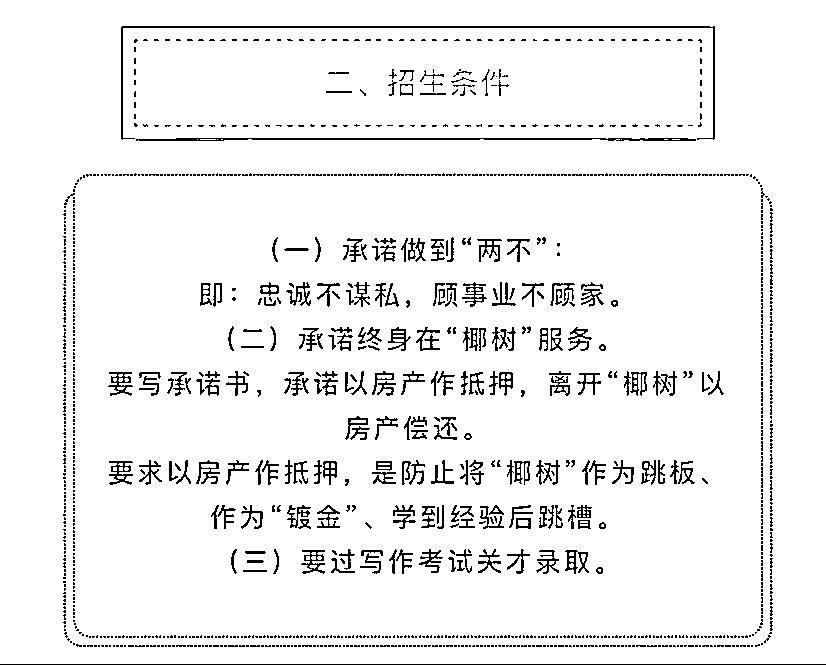 二、招生条件
（一）承诺做到“两不”：
即：忠诚不谋私，顾事业不顾家。
（二）承诺终身在“椰树”服务。
要写承诺书，承诺以房产作抵押，离开“椰树”以
房产偿还。
要求以房产作抵押，是防止将“椰树”作为跳板、
作为“镀金”、学到经验后跳槽。
（三）要过写作考试关才录取。